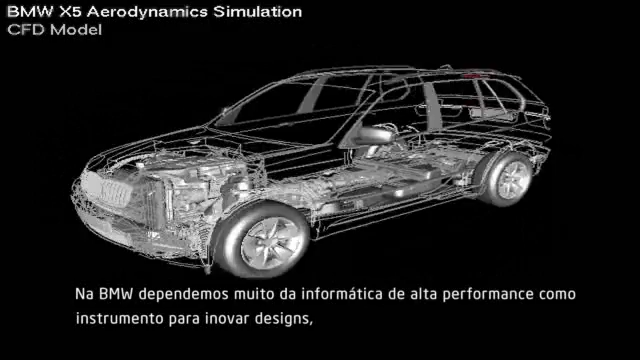 BMW X5 Aerodynamics Simulation
CFD Model
Na BMW dependemos muito da informática de alta performance como
instrumento para inovar designs,